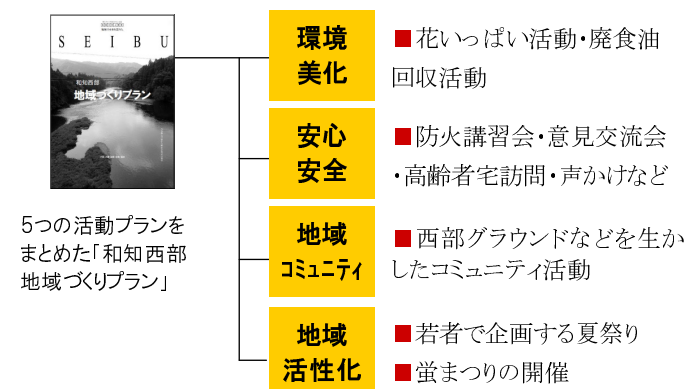 SEIBU
和知西部
地域づくりプラン
5つの活動プランを
まとめた「和知西部
地域づくりプラン」
環境
美化
■花いっぱい活動・廃食油
回収活動
安心
安全
■防火講習会・意見交流会
・高齢者宅訪問・声かけなど
地域
コミュニティ
■西部グラウンドなどを生か
したコミュニティ活動
地域
活性化
■若者で企画する夏祭り
■蛍まつりの開催